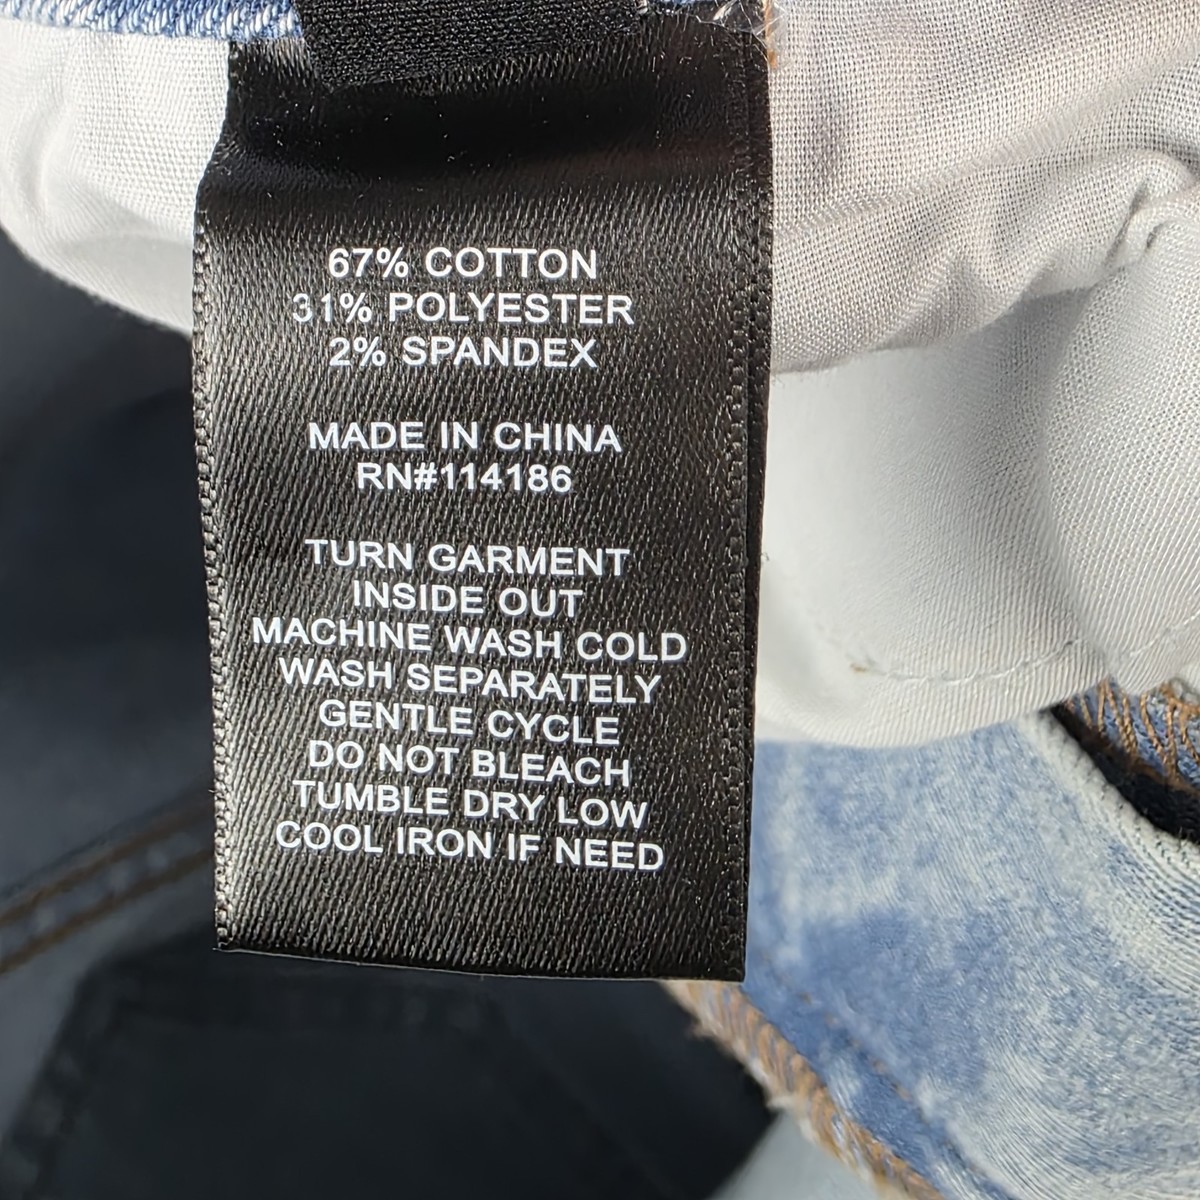 67% COTTON
31% POLYESTER
2% SPANDEX
MADE IN CHINA
RN#114186
TURN GARMENT
INSIDE OUT
MACHINE WASH COLD
WASH SEPARATELY
GENTLE CYCLE
DO NOT BLEACH
TUMBLE DRY LOW
COOL IRON IF NEED